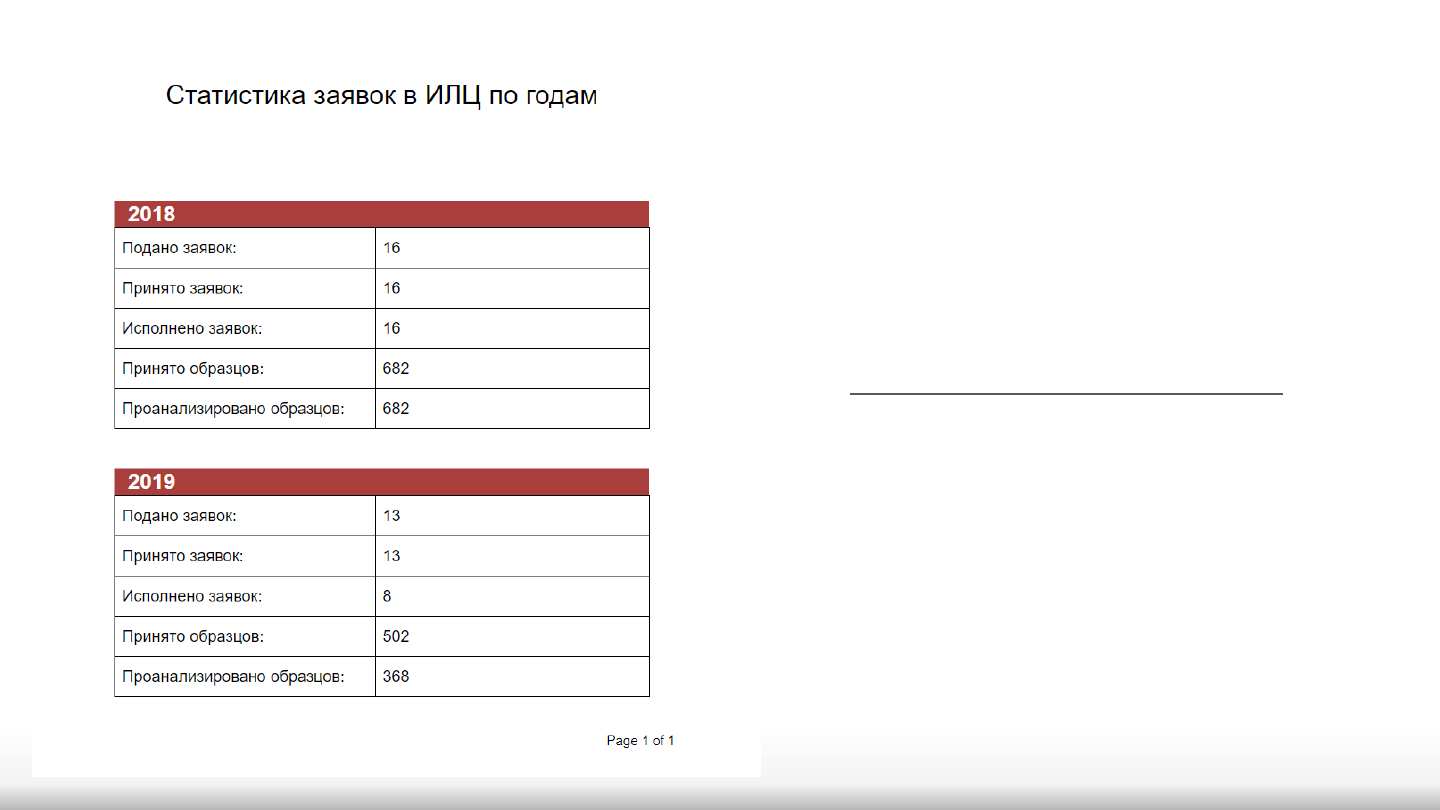 Статистика заявок в ИЛЦ по годам
2018
Подано заявок: 16
Принято заявок: 16
Исполнено заявок: 16
Принято образцов: 682
Проанализировано образцов: 682
2019
Подано заявок: 13
Принято заявок: 13
Исполнено заявок: 8
Принято образцов: 502
Проанализировано образцов: 368
Page 1 of 1